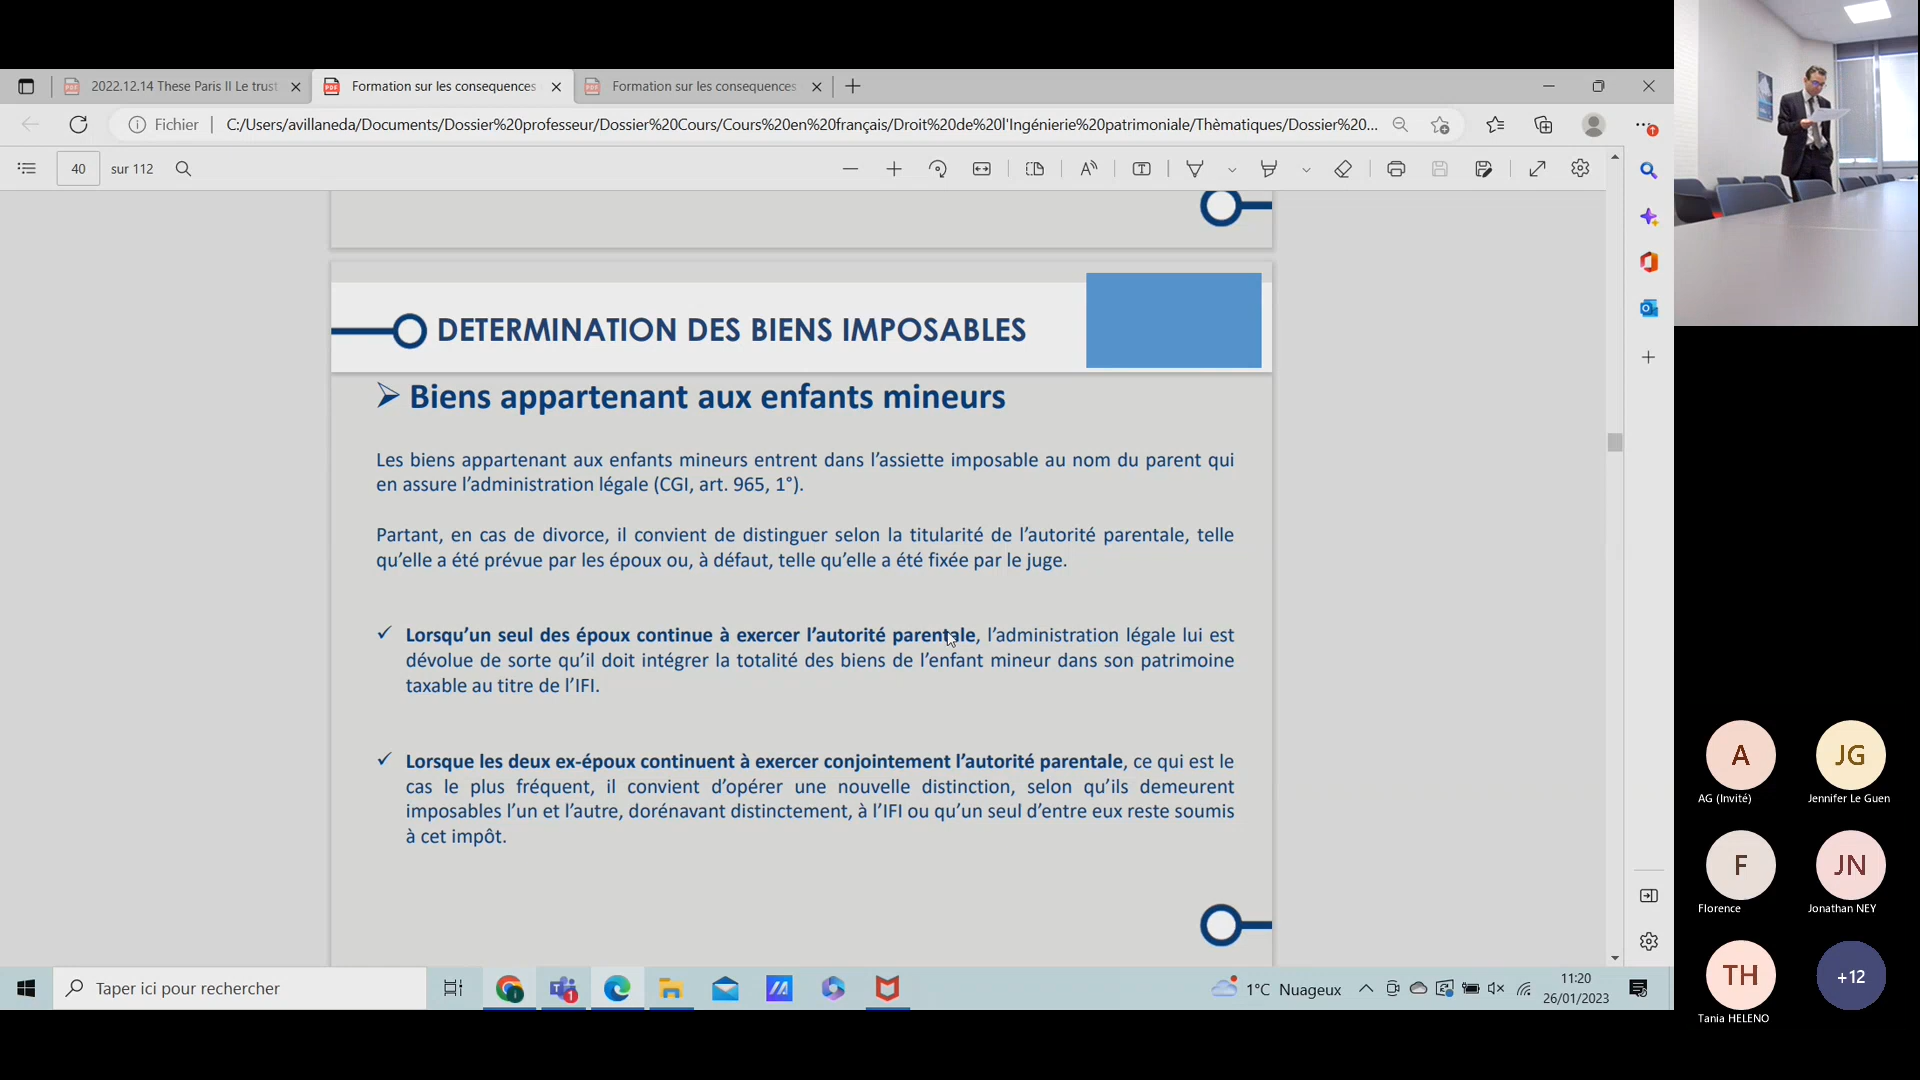 2022.12.14 These Paris II Le trust
Formation sur les consequences
Formation sur les consequences
Fichier
C:/Users/avillaneda/Documents/Dossier%20professeur/Dossier%20Cours/Cours%20en%20français/Droit%20de%20l'Ingénierie%20patrimoniale/Thèmatiques/Dossier%20...
40
sur 112
DETERMINATION DES BIENS IMPOSABLES
Biens appartenant aux enfants mineurs
Les biens appartenant aux enfants mineurs entrent dans l’assiette imposable au nom du parent qui
en assure l’administration légale (CGI, art. 965, 1°).
Partant, en cas de divorce, il convient de distinguer selon la titularité de l’autorité parentale, telle
qu’elle a été prévue par les époux ou, à défaut, telle qu’elle a été fixée par le juge.
Lorsqu’un seul des époux continue à exercer l’autorité parentale, l’administration légale lui est
dévolue de sorte qu’il doit intégrer la totalité des biens de l’enfant mineur dans son patrimoine
taxable au titre de l’IFI.
Lorsque les deux ex-époux continuent à exercer conjointement l’autorité parentale, ce qui est le
cas le plus fréquent, il convient d’opérer une nouvelle distinction, selon qu’ils demeurent
imposables l’un et l’autre, dorénavant distinctement, à l’IFI ou qu’un seul d’entre eux reste soumis
à cet impôt.
A
AG (Invité)
JG
Jennifer Le Guen
F
Florence
JN
Jonathan NEY
TH
Tania HELENO
+12
Taper ici pour rechercher
1
1°C Nuageux
11:20
26/01/2023